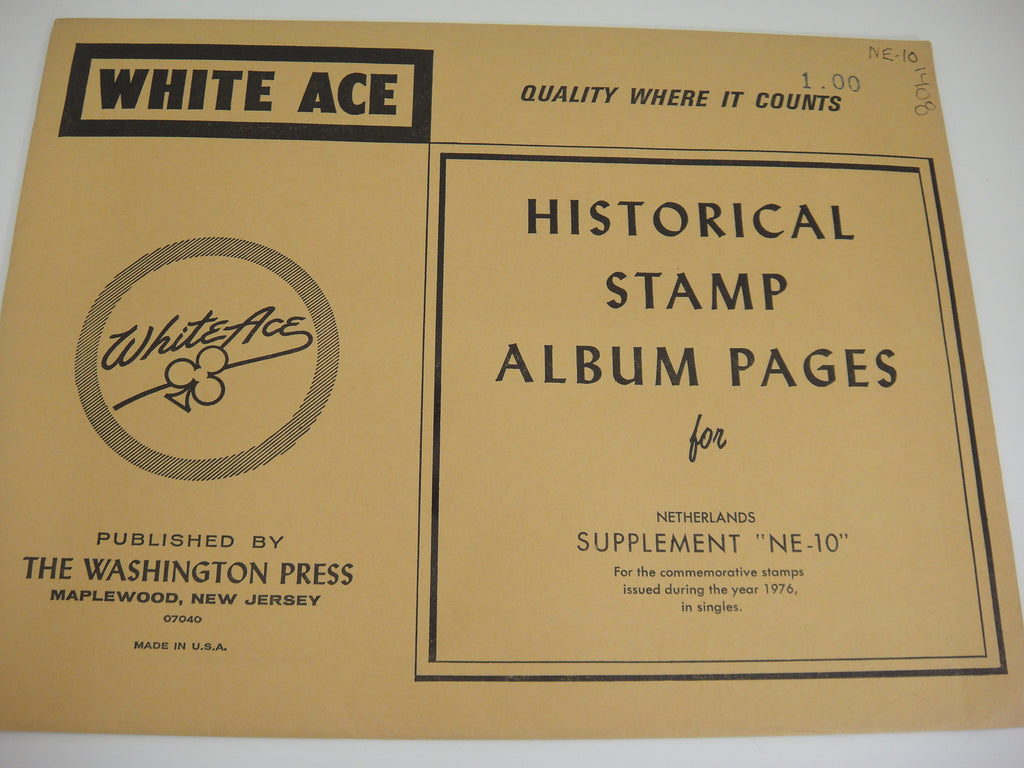 WHITE ACE
QUALITY WHERE IT COUNTS
1.00
NE-10
1408
HISTORICAL
STAMP
ALBUM PAGES
for
White Ace
NETHERLANDS
SUPPLEMENT "NE-10"
For the commemorative stamps
issued during the year 1976,
in singles.
PUBLISHED BY
THE WASHINGTON PRESS
MAPLEWOOD, NEW JERSEY
07040
MADE IN U.S.A.